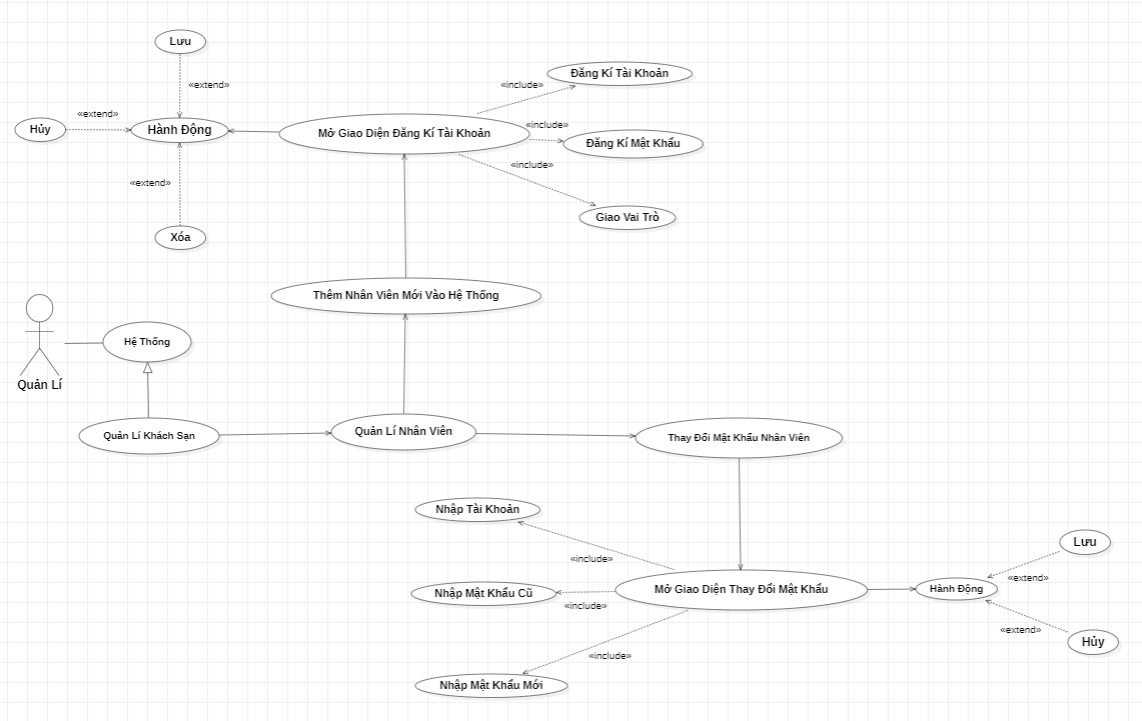 Lưu
«extend»
«extend»
Hủy
Hành Động
Mở Giao Diện Đăng Kí Tài Khoản
«include»
Đăng Kí Tài Khoản
«include»
Đăng Kí Mật Khẩu
«include»
Giao Vai Trò
«extend»
Xóa
Thêm Nhân Viên Mới Vào Hệ Thống
Quản Lí
Hệ Thống
Quản Lí Khách Sạn
Quản Lí Nhân Viên
Thay Đổi Mật Khẩu Nhân Viên
Nhập Tài Khoản
«include»
Nhập Mật Khẩu Cũ
«include»
Mở Giao Diện Thay Đổi Mật Khẩu
Hành Động
Lưu
«extend»
«extend»
Hủy
«include»
Nhập Mật Khẩu Mới